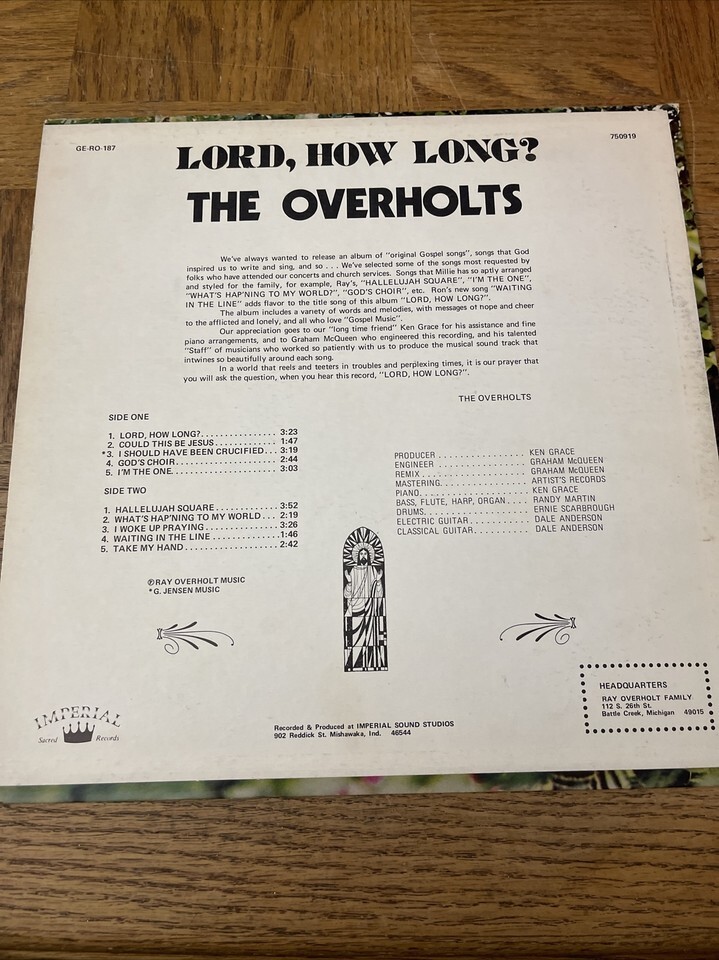 GE-RO-187
750919
LORD, HOW LONG?
THE OVERHOLTS
We've always wanted to release an album of "original Gospel songs", songs that God
inspired us to write and sing, and so . . . We've selected some of the songs most requested by
folks who have attended our concerts and church services. Songs that Millie has so aptly arranged
and styled for the family, for example, Ray's, "HALLELUJAH SQUARE", "I'M THE ONE",
"WHAT'S HAP'NING TO MY WORLD?", "GOD'S CHOIR", etc. Ron's new song "WAITING
IN THE LINE" adds flavor to the title song of this album "LORD, HOW LONG?".
The album includes a variety of words and melodies, with messages of hope and cheer
to the afflicted and lonely, and all who love "Gospel Music".
Our appreciation goes to our "long time friend" Ken Grace for his assistance and fine
piano arrangements, and to Graham McQueen who engineered this recording, and his talented
"Staff" of musicians who worked so patiently with us to produce the musical sound track that
intwines so beautifully around each song.
In a world that reels and teeters in troubles and perplexing times, it is our prayer that
you will ask the question, when you hear this record, "LORD, HOW LONG?".
THE OVERHOLTS
SIDE ONE
1. LORD, HOW LONG?................ 3:23
2. COULD THIS BE JESUS............. 1:47
*3. I SHOULD HAVE BEEN CRUCIFIED... 3:19
4. GOD'S CHOIR..................... 2:44
5. I'M THE ONE..................... 3:03
SIDE TWO
1. HALLELUJAH SQUARE............... 3:52
2. WHAT'S HAP'NING TO MY WORLD... 2:19
3. I WOKE UP PRAYING............... 3:26
4. WAITING IN THE LINE.............1:46
5. TAKE MY HAND.................... 2:42
PRODUCER............... KEN GRACE
ENGINEER............... GRAHAM McQUEEN
REMIX.................. GRAHAM McQUEEN
MASTERING.............. ARTIST'S RECORDS
PIANO.................. KEN GRACE
BASS, FLUTE, HARP, ORGAN.... RANDY MARTIN
DRUMS.................. ERNIE SCARBROUGH
ELECTRIC GUITAR........... DALE ANDERSON
CLASSICAL GUITAR.......... DALE ANDERSON
℗RAY OVERHOLT MUSIC
*G. JENSEN MUSIC
IMPERIAL
Sacred Records
Recorded & Produced at IMPERIAL SOUND STUDIOS
902 Reddick St. Mishawaka, Ind. 46544
HEADQUARTERS
RAY OVERHOLT FAMILY
112 S. 26th St.
Battle Creek, Michigan 49015